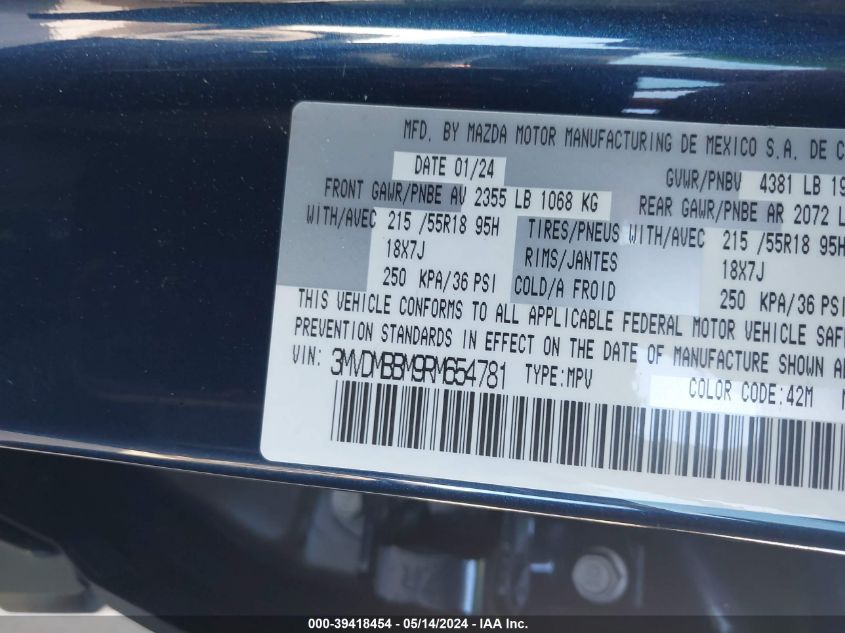 MFD. BY MAZDA MOTOR MANUFACTURING DE MEXICO S.A. DE C
DATE 01/24 GVWR/PNBV 4381 LB 19
FRONT GAWR/PNBE AV 2355 LB 1068 KG REAR GAWR/PNBE AR 2072 L
WITH/AVEC 215 /55R18 95H TIRES/PNEUS WITH/AVEC 215 /55R18 95H
18X7J RIMS/JANTES 18X7J
250 KPA/36 PSI COLD/A FROID 250 KPA/36 PSI
THIS VEHICLE CONFORMS TO ALL APPLICABLE FEDERAL MOTOR VEHICLE SAF
PREVENTION STANDARDS IN EFFECT ON THE DATE OF MANUFACTURE SHOWN A
VIN: 3MVDMBBM9RM654781 TYPE:MPV COLOR CODE:42M
000-39418454 - 05/14/2024 - IAA Inc.